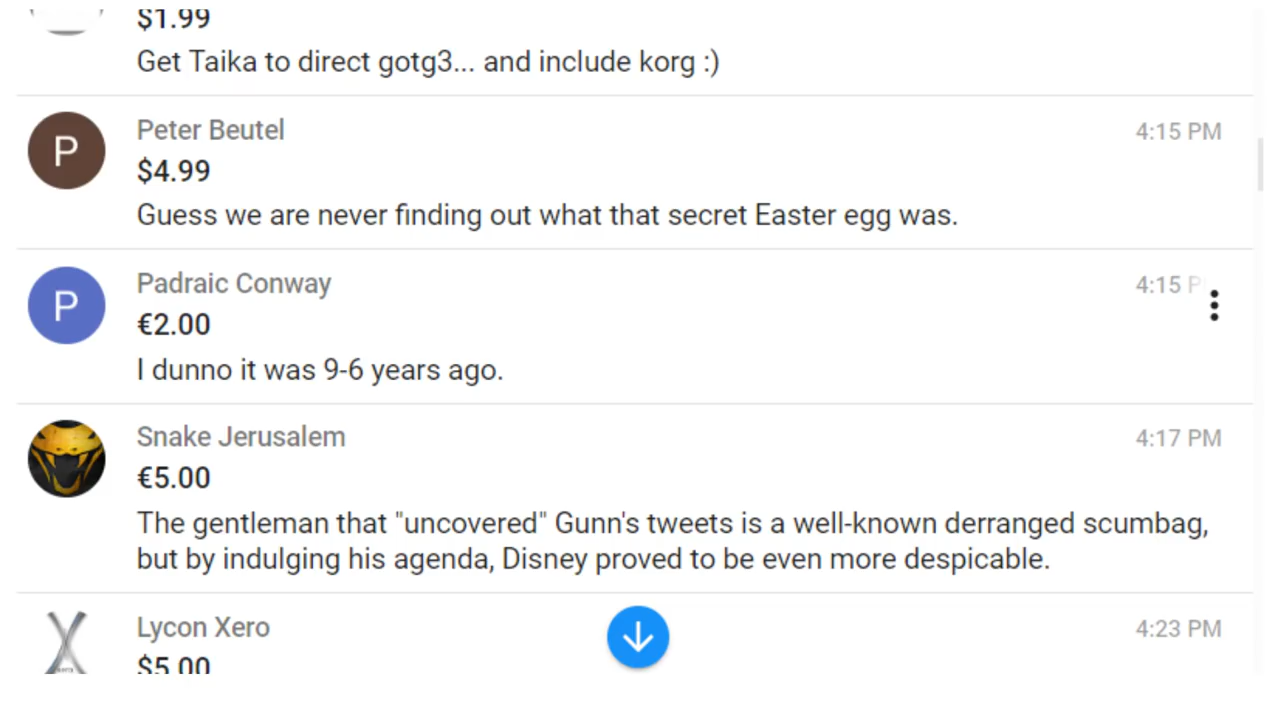 $1.99
Get Taika to direct gotg3... and include korg :)
P
Peter Beutel
4:15 PM
$4.99
Guess we are never finding out what that secret Easter egg was.
P
Padraic Conway
4:15 P
€2.00
I dunno it was 9-6 years ago.
Snake Jerusalem
4:17 PM
€5.00
The gentleman that "uncovered" Gunn's tweets is a well-known derranged scumbag,
but by indulging his agenda, Disney proved to be even more despicable.
Lycon Xero
4:23 PM
$5.00